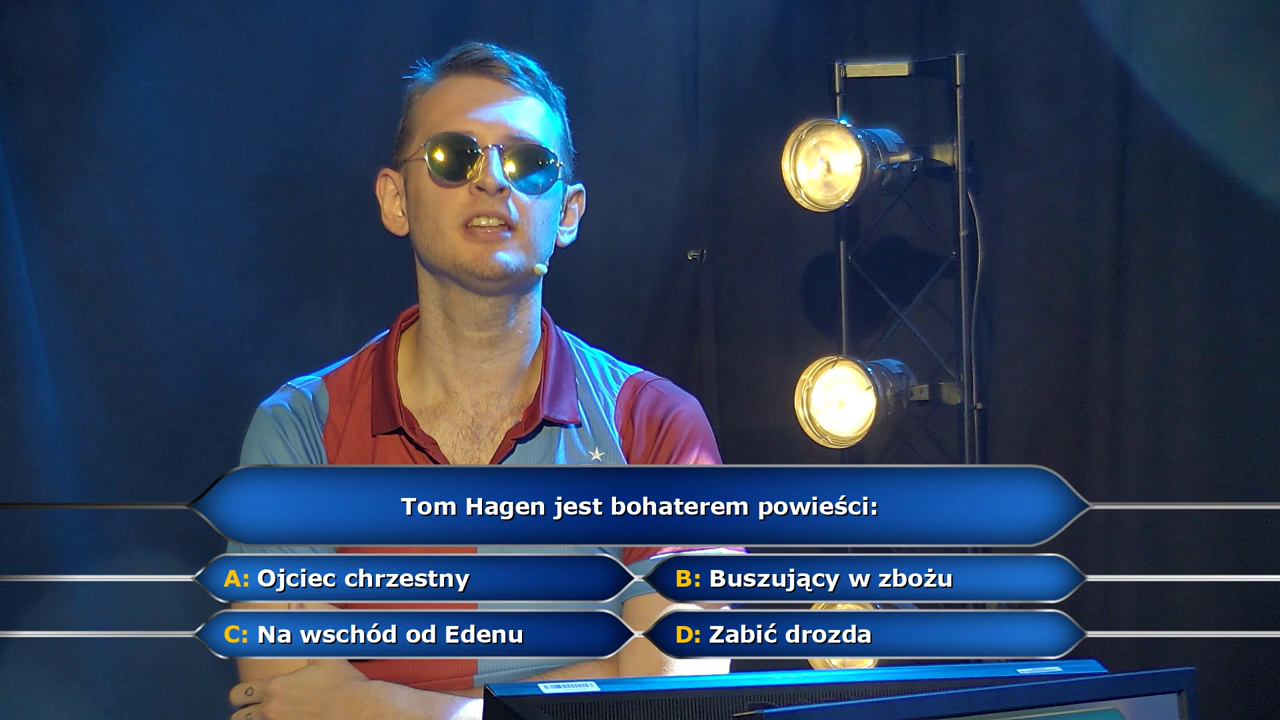 Tom Hagen jest bohaterem powieści:
A: Ojciec chrzestny
B: Buszujący w zbożu
C: Na wschód od Edenu
D: Zabić drozda